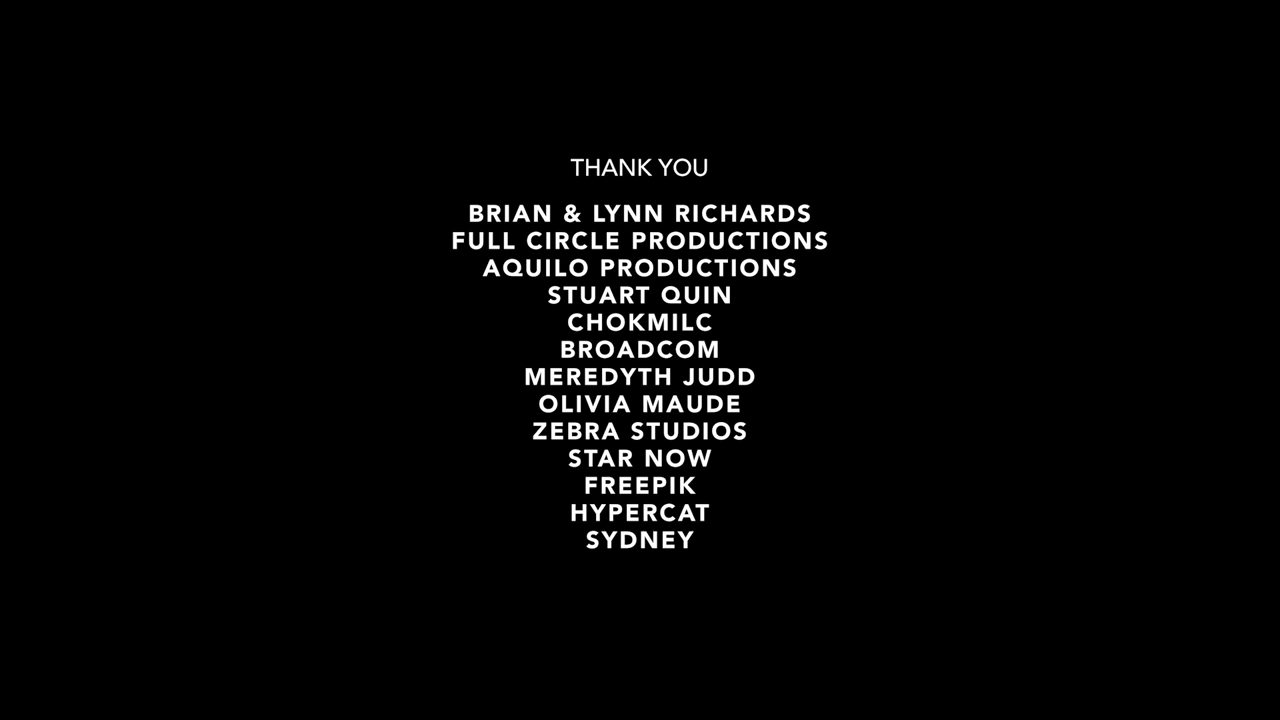 THANK YOU
BRIAN & LYNN RICHARDS
FULL CIRCLE PRODUCTIONS
AQUILO PRODUCTIONS
STUART QUIN
CHOKMILC
BROADCOM
MEREDYTH JUDD
OLIVIA MAUDE
ZEBRA STUDIOS
STAR NOW
FREEPIK
HYPERCAT
SYDNEY